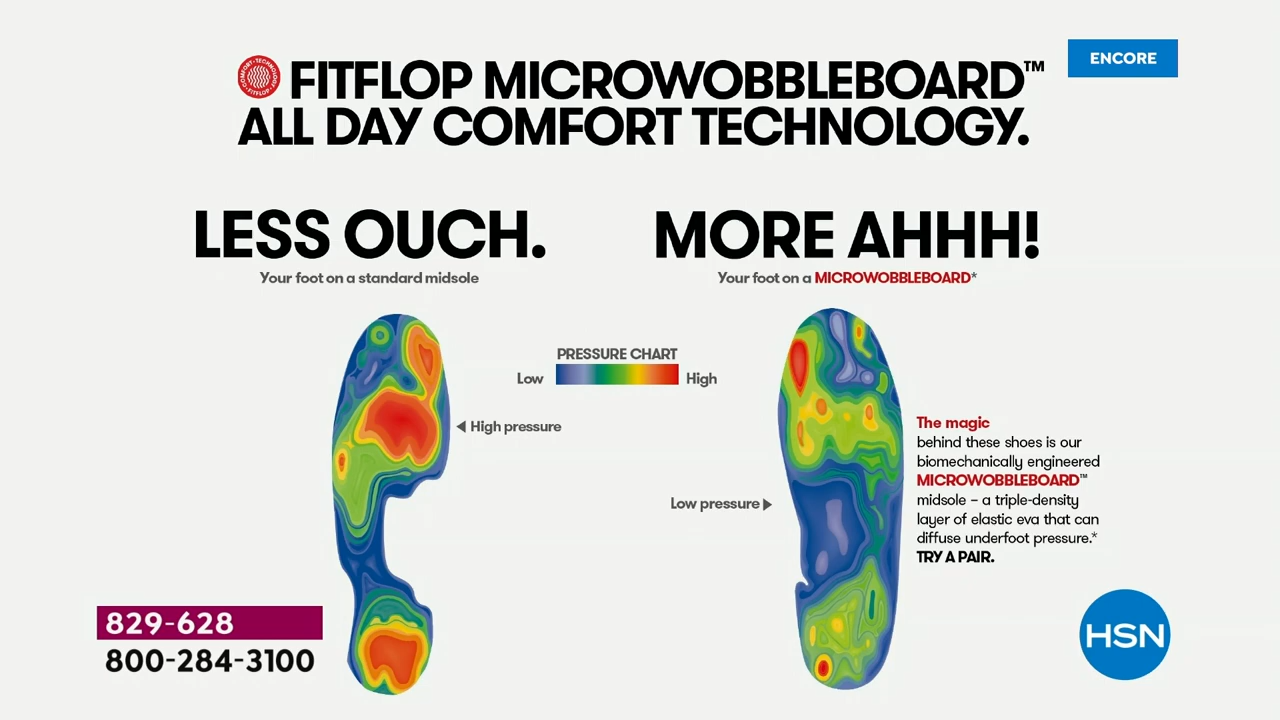 ENCORE
FITFLOP MICROWOBBLEBOARD™
ALL DAY COMFORT TECHNOLOGY.
LESS OUCH.
Your foot on a standard midsole
MORE AHHH!
Your foot on a MICROWOBBLEBOARD*
PRESSURE CHART
Low
High
High pressure
Low pressure
The magic
behind these shoes is our
biomechanically engineered
MICROWOBBLEBOARD™
midsole – a triple-density
layer of elastic eva that can
diffuse underfoot pressure.*
TRY A PAIR.
829-628
800-284-3100
HSN